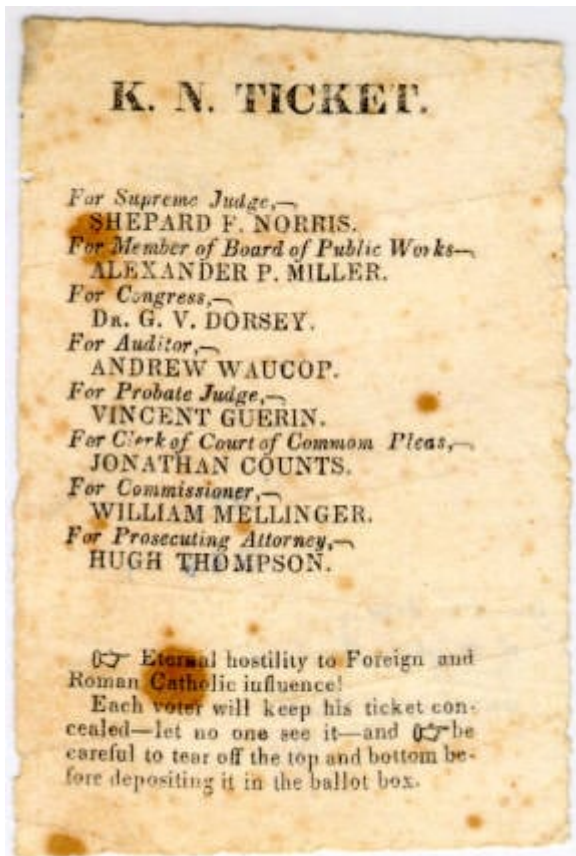 K. N. TICKET.
For Supreme Judge,
SHEPARD F. NORRIS.
For Member of Board of Public Works
ALEXANDER P. MILLER.
For Congress,
DR. G. V. DORSEY.
For Auditor,
ANDREW WAUCOP.
For Probate Judge,
VINCENT GUERIN.
For Clerk of Court of Commom Pleas,
JONATHAN COUNTS.
For Commissioner,
WILLIAM MELLINGER.
For Prosecuting Attorney,
HUGH THOMPSON.
☞ Eternal hostility to Foreign and
Roman Catholic influence!
Each voter will keep his ticket con-
cealed—let no one see it—and ☞ be
careful to tear off the top and bottom be-
fore depositing it in the ballot box.